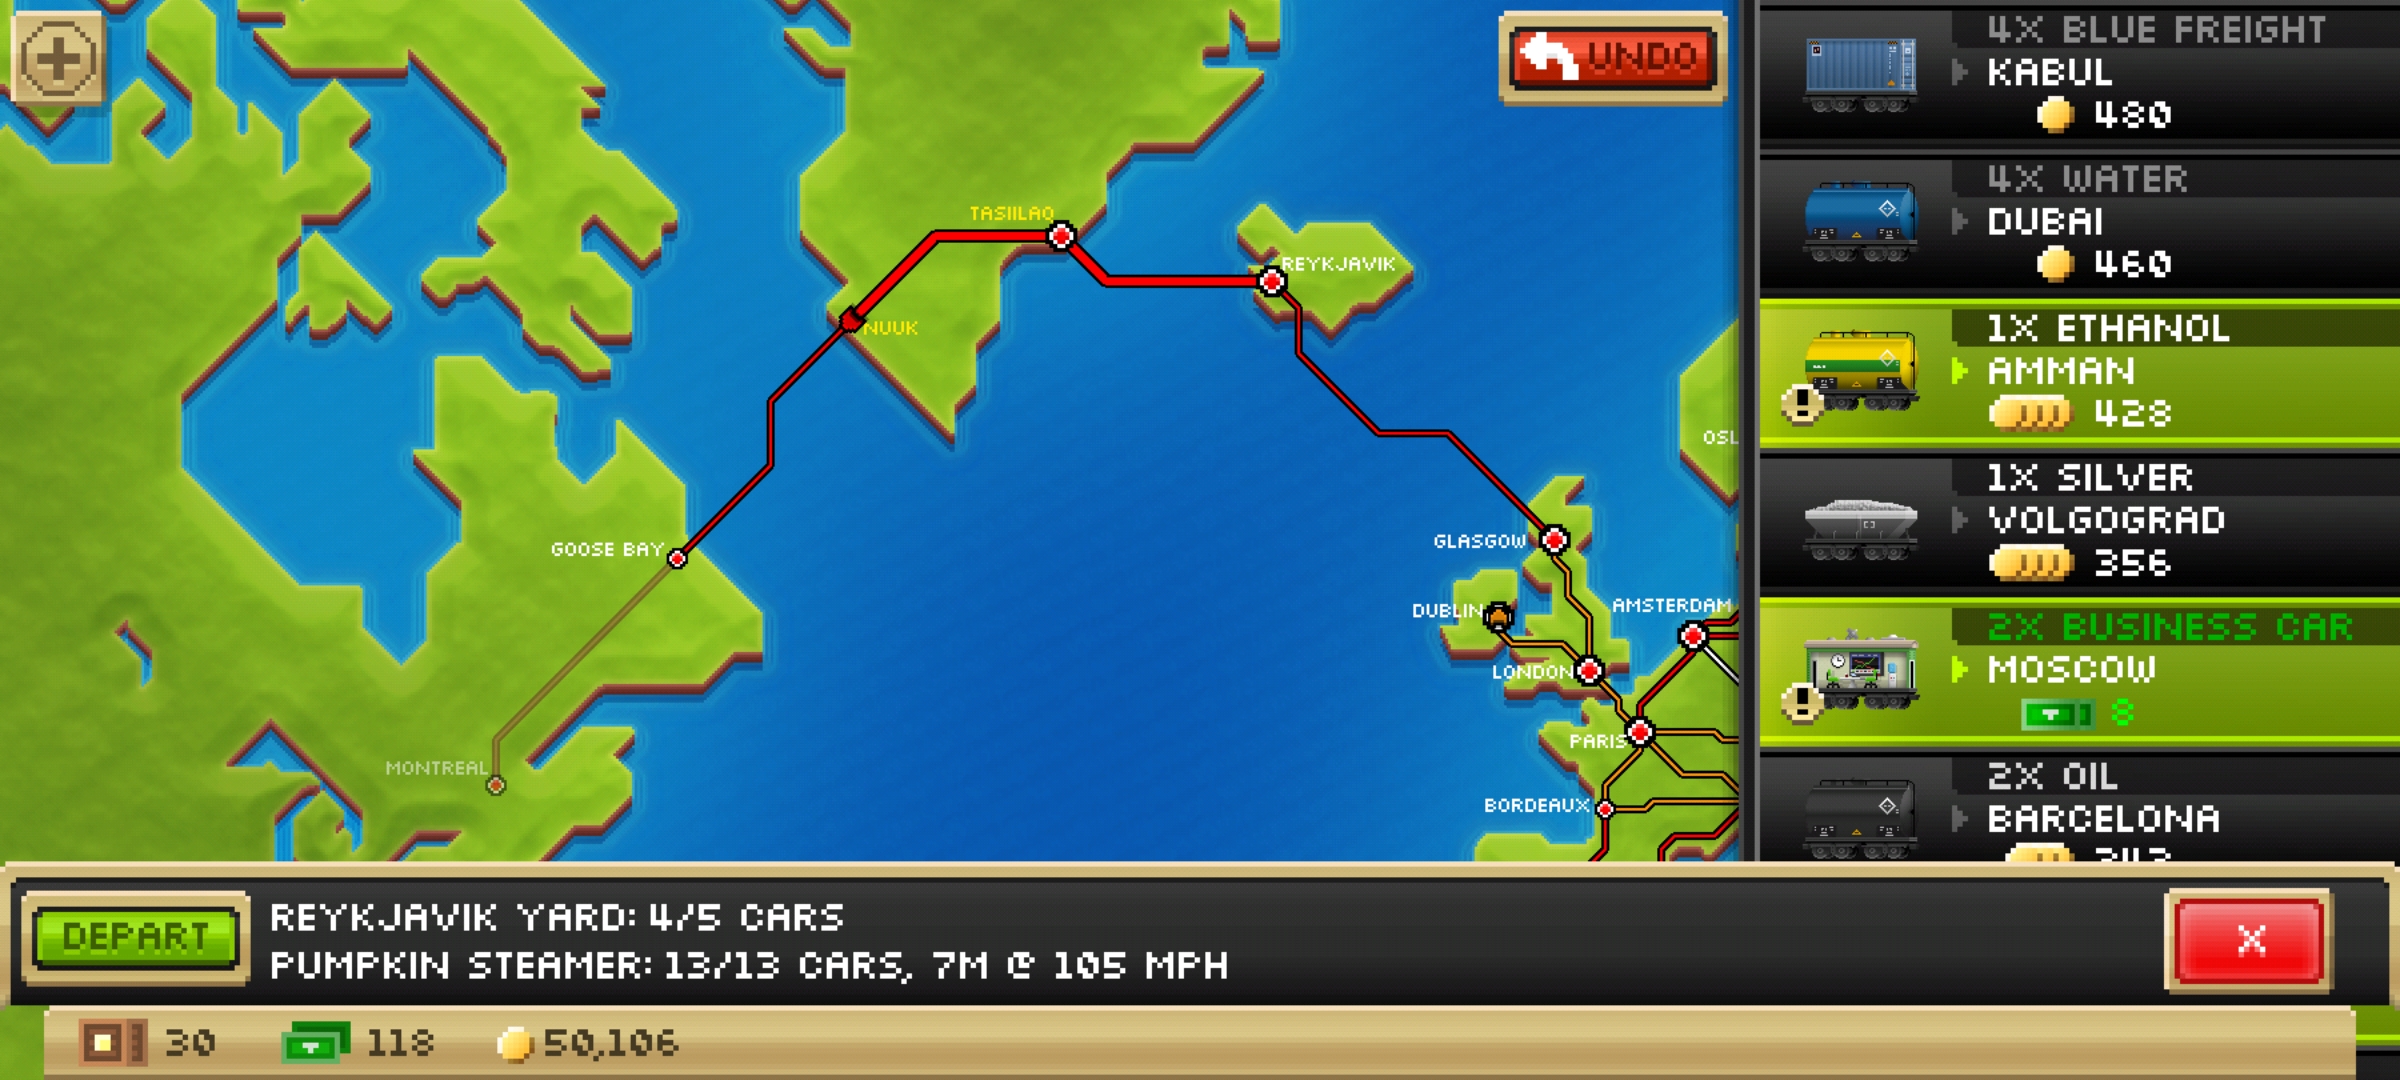 UNDO
TASIILAQ
REYKJAVIK
NUUK
OSL
GLASGOW
GOOSE BAY
DUBLIN
AMSTERDAM
LONDON
PARIS
MONTREAL
BORDEAUX
4X BLUE FREIGHT
KABUL
480
4X WATER
DUBAI
460
1X ETHANOL
AMMAN
428
1X SILVER
VOLGOGRAD
356
2X BUSINESS CAR
MOSCOW
8
2X OIL
BARCELONA
DEPART
REYKJAVIK YARD: 4/5 CARS
PUMPKIN STEAMER: 13/13 CARS, 7M @ 105 MPH
X
30
118
50,106